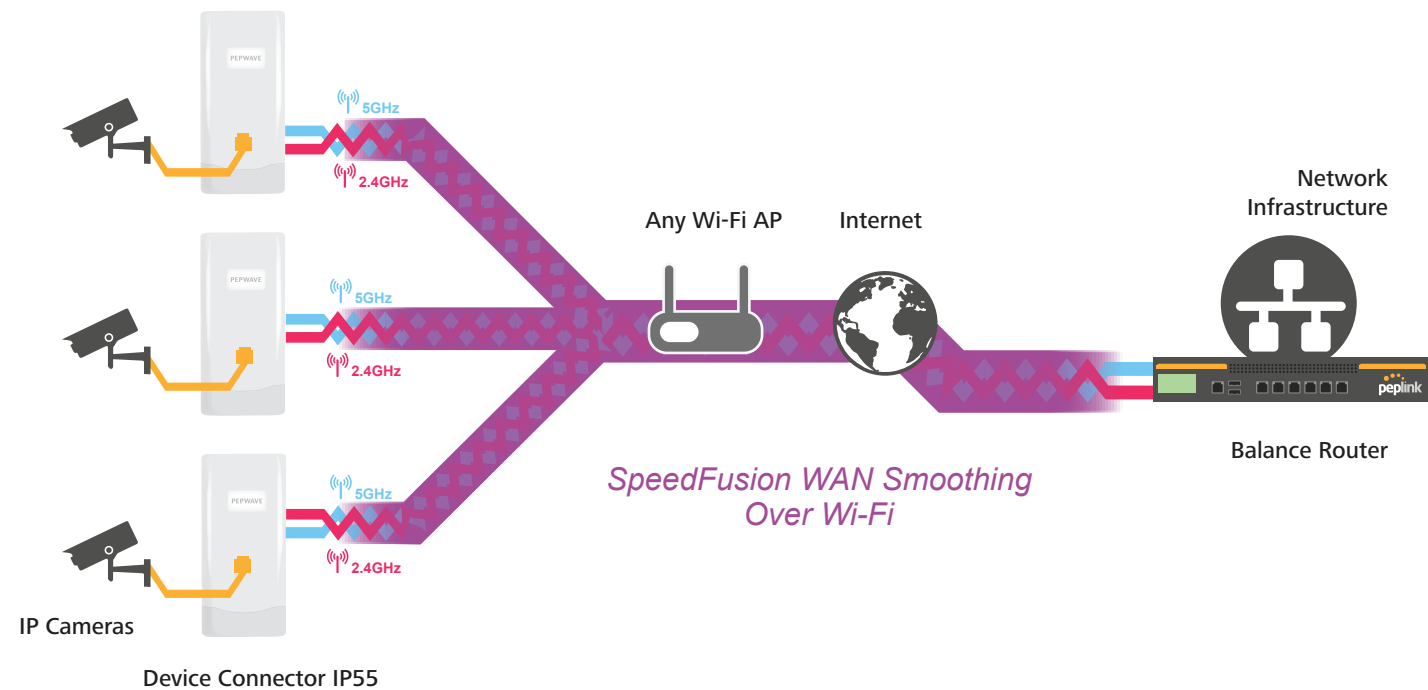 PEPWAVE
5GHz
2.4GHz
Any Wi-Fi AP
Internet
Network
Infrastructure
PEPWAVE
5GHz
2.4GHz
peplink
Balance Router
SpeedFusion WAN Smoothing
Over Wi-Fi
PEPWAVE
5GHz
2.4GHz
IP Cameras
Device Connector IP55